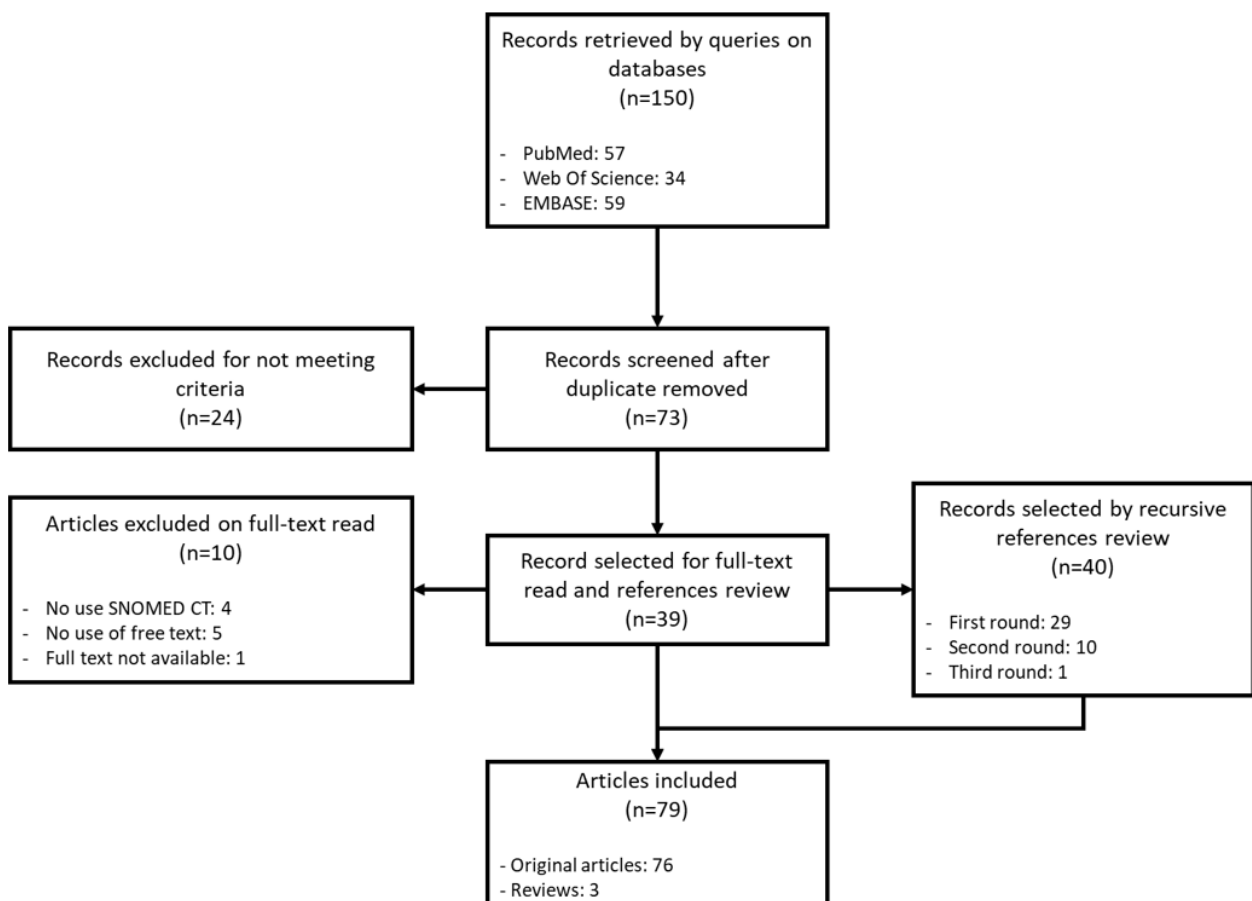 Records retrieved by queries on
databases
(n=150)
- PubMed: 57
- Web Of Science: 34
- EMBASE: 59
Records excluded for not meeting
criteria
(n=24)
Records screened after
duplicate removed
(n=73)
Articles excluded on full-text read
(n=10)
- No use SNOMED CT: 4
- No use of free text: 5
- Full text not available: 1
Record selected for full-text
read and references review
(n=39)
Records selected by recursive
references review
(n=40)
- First round: 29
- Second round: 10
- Third round: 1
Articles included
(n=79)
- Original articles: 76
- Reviews: 3